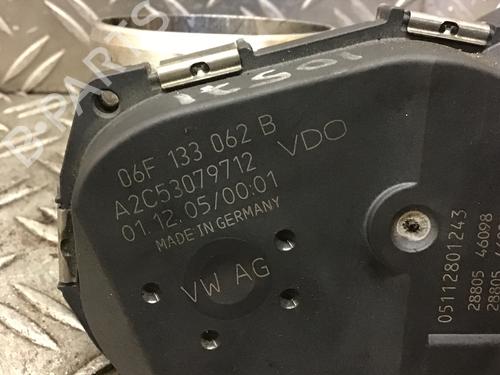 B-PARTS
06F 133 062 B
VDO
A2C53079712
01.12.05/00:01
MADE IN GERMANY
VW AG
05112801243
28805 46098
28805